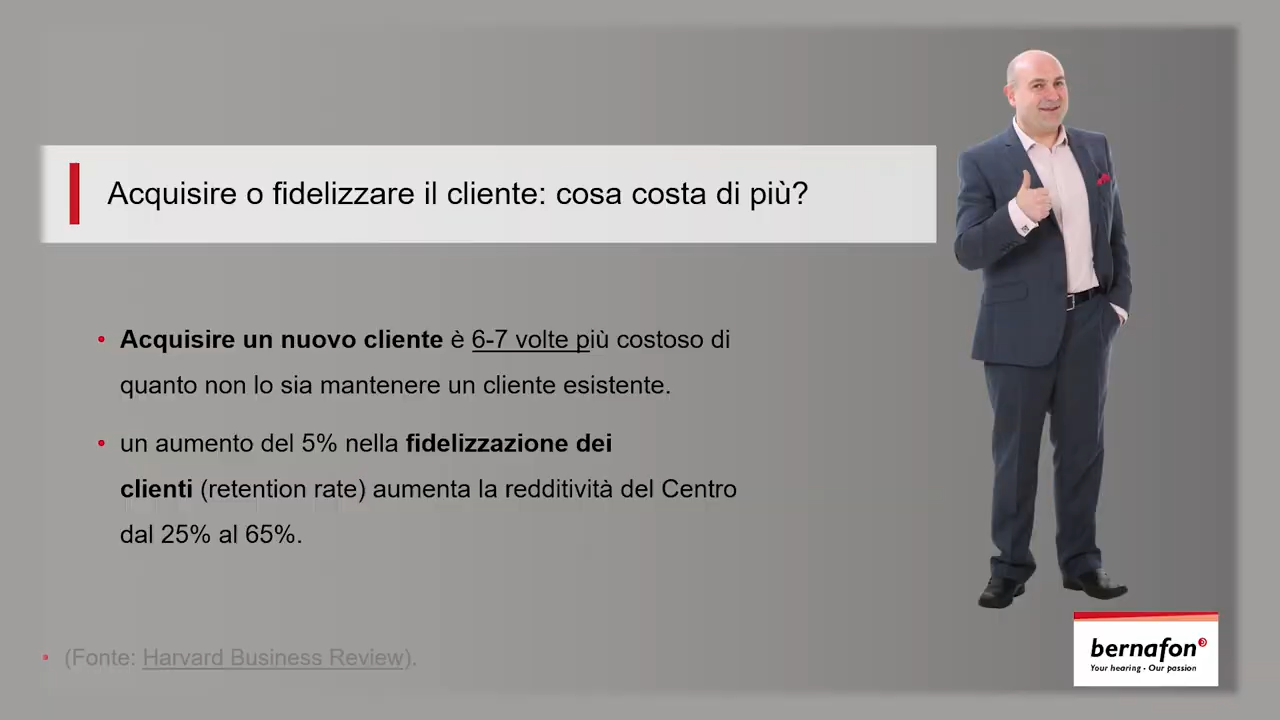 Acquisire o fidelizzare il cliente: cosa costa di più?
• Acquisire un nuovo cliente è 6-7 volte più costoso di
quanto non lo sia mantenere un cliente esistente.
• un aumento del 5% nella fidelizzazione dei
clienti (retention rate) aumenta la redditività del Centro
dal 25% al 65%.
• (Fonte: Harvard Business Review).
bernafon
Your hearing - Our passion